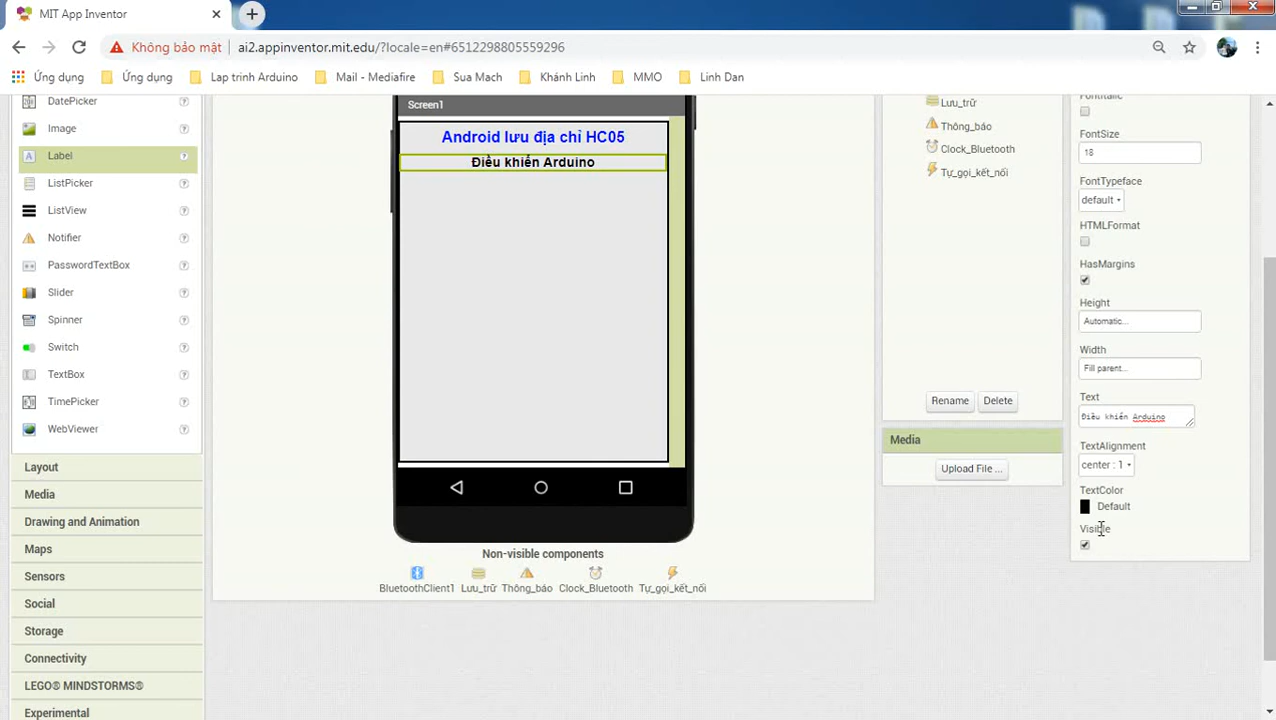 MIT App Inventor
Không bảo mật
ai2.appinventor.mit.edu/?locale=en#6512298805559296
Ứng dụng
Ứng dụng
Lap trinh Arduino
Mail - Mediafire
Sua Mach
Khánh Linh
MMO
Linh Dan
DatePicker
Image
Label
ListPicker
ListView
Notifier
PasswordTextBox
Slider
Spinner
Switch
TextBox
TimePicker
WebViewer
Layout
Media
Drawing and Animation
Maps
Sensors
Social
Storage
Connectivity
LEGO® MINDSTORMS®
Experimental
Screen1
Android lưu địa chỉ HC05
Điều khiển Arduino
Non-visible components
BluetoothClient1
Lưu_trữ
Thông_báo
Clock_Bluetooth
Tự_gọi_kết_nối
Lưu_trữ
Thông_báo
Clock_Bluetooth
Tự_gọi_kết_nối
Rename
Delete
Media
Upload File ...
FontItalic
FontSize
18
FontTypeface
default
HTMLFormat
HasMargins
Height
Automatic...
Width
Fill parent...
Text
Điều khiển Arduino
TextAlignment
center : 1
TextColor
Default
Visible